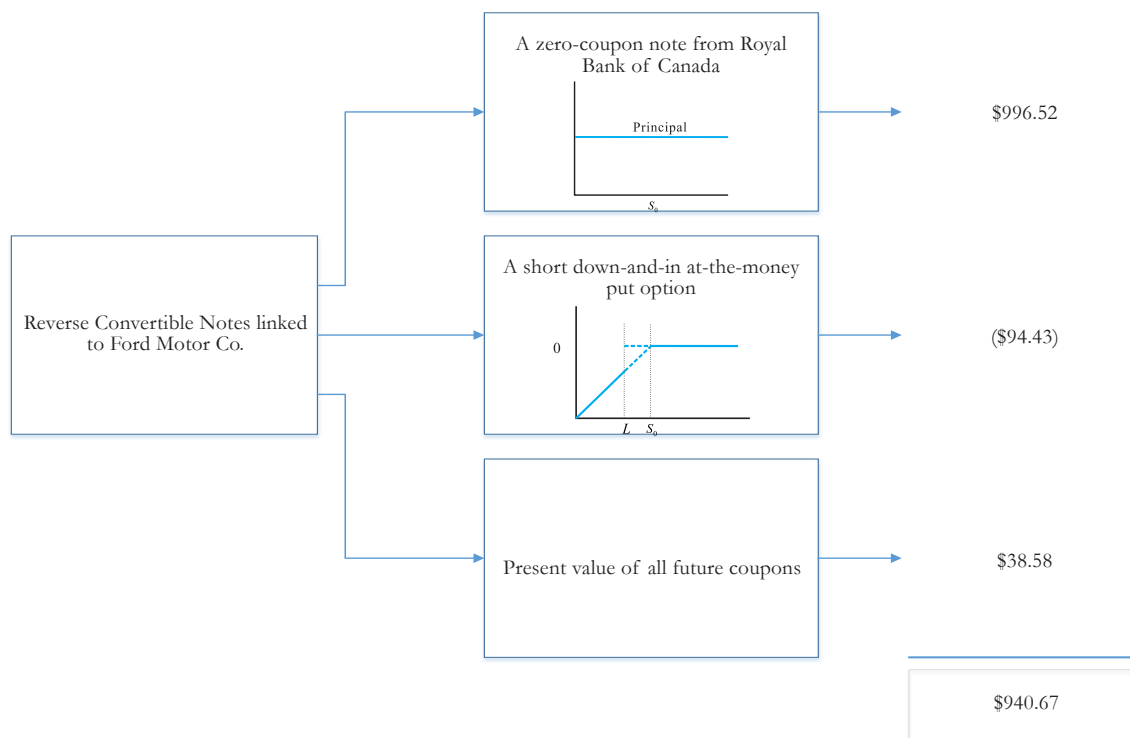 A zero-coupon note from Royal
Bank of Canada
Principal
S₀
$996.52
Reverse Convertible Notes linked
to Ford Motor Co.
A short down-and-in at-the-money
put option
0
L S₀
($94.43)
Present value of all future coupons
$38.58
$940.67